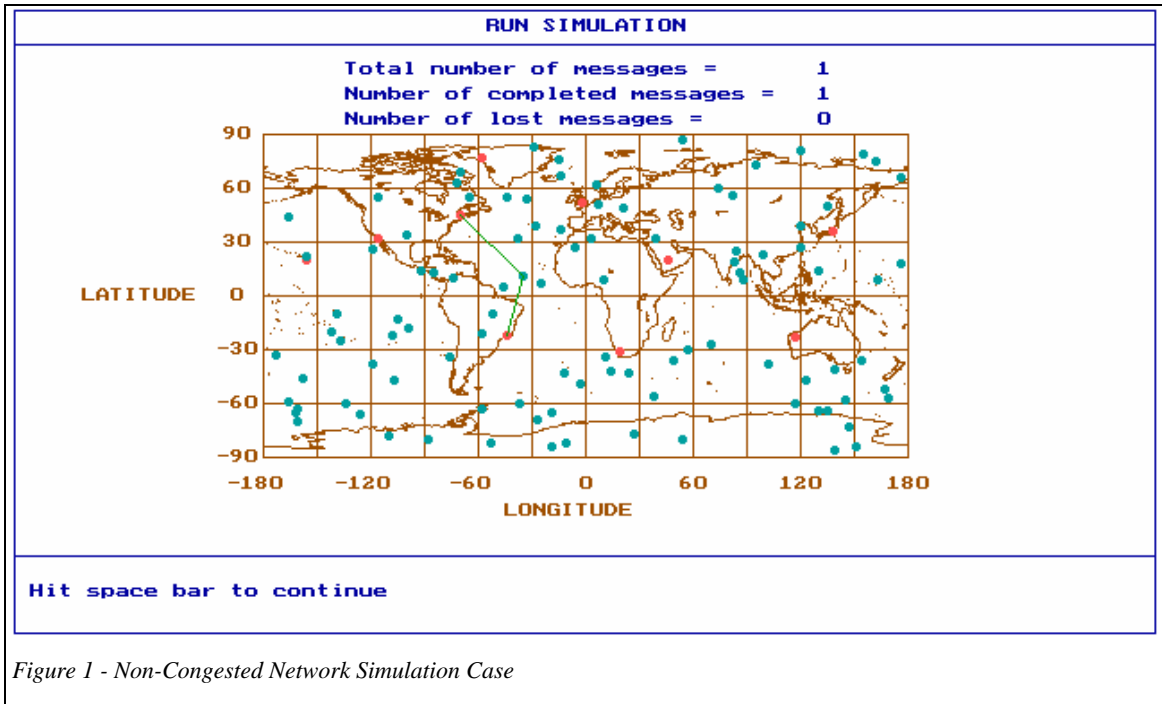 RUN SIMULATION
Total number of messages = 1
Number of completed messages = 1
Number of lost messages = 0
90
60
30
LATITUDE 0
-30
-60
-90
-180 -120 -60 0 60 120 180
LONGITUDE
Hit space bar to continue
Figure 1 - Non-Congested Network Simulation Case